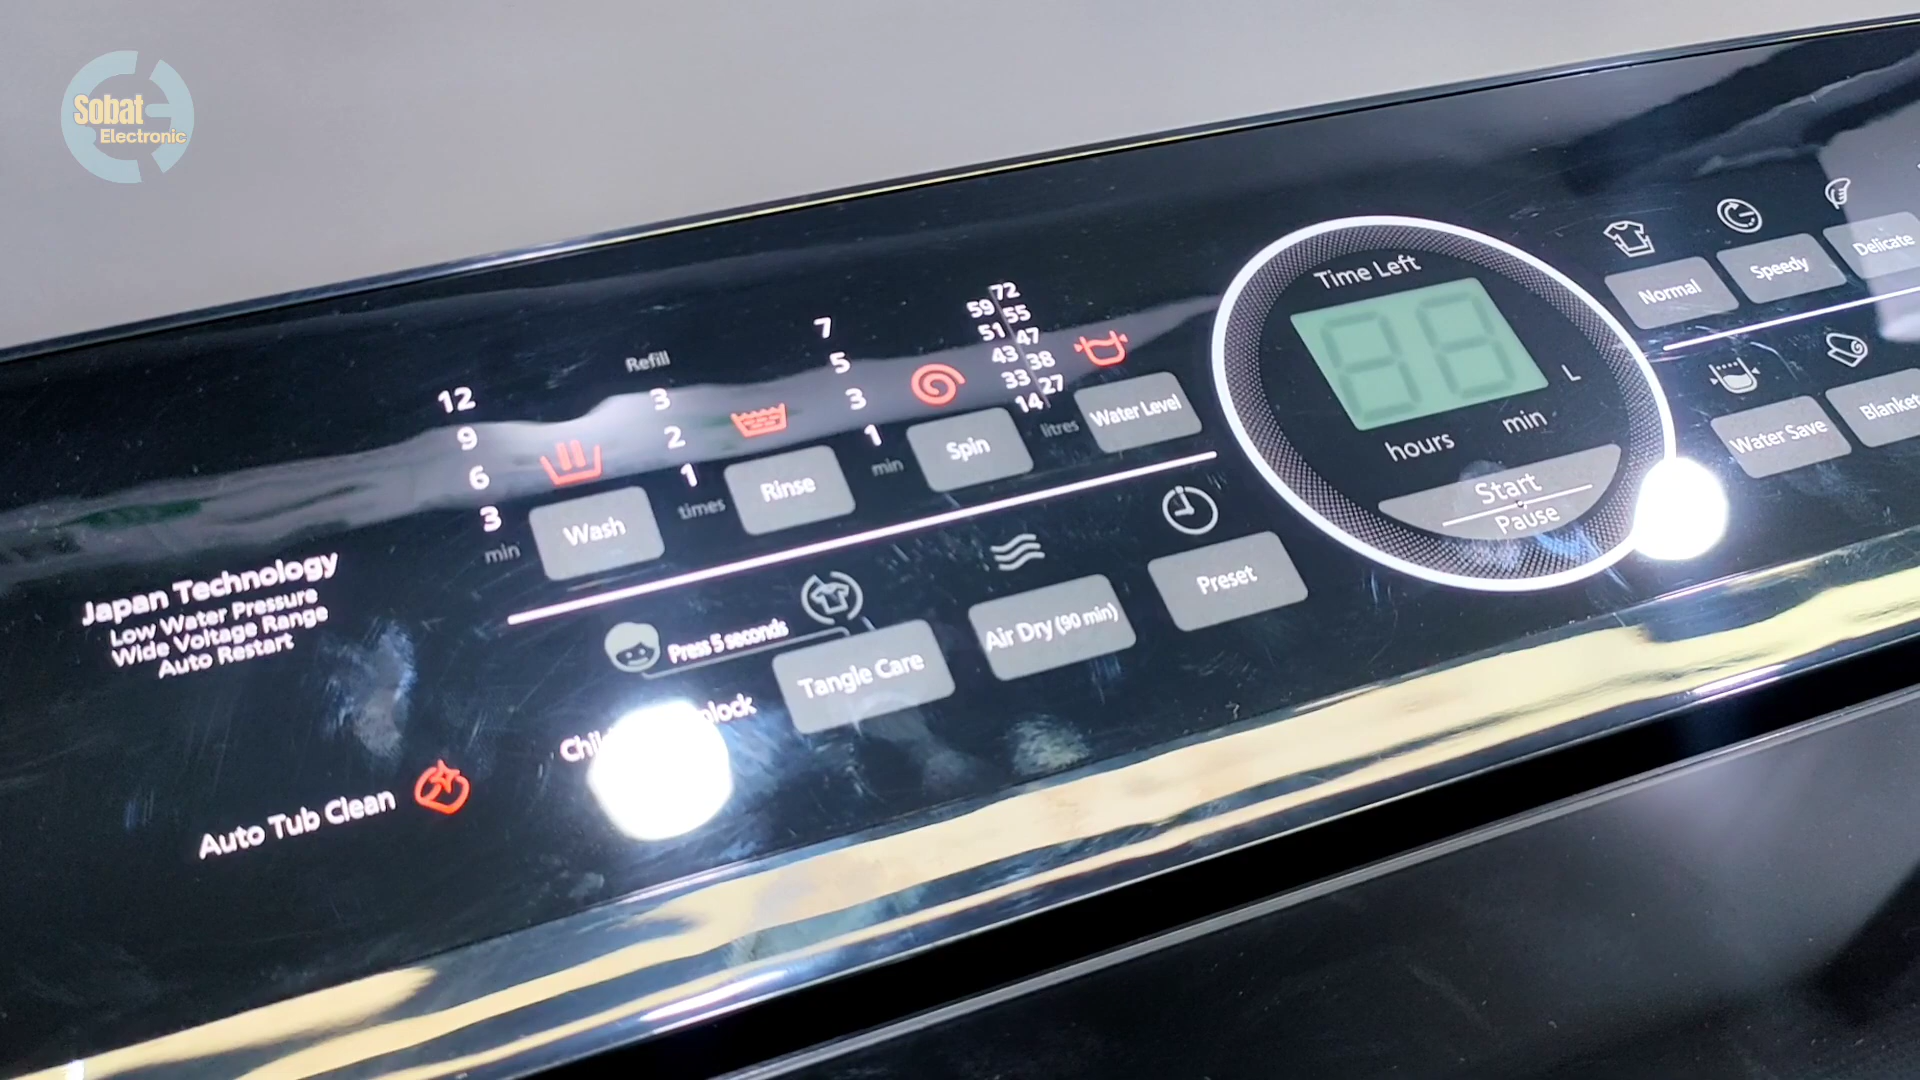 Sobat
Electronic
Japan Technology
Low Water Pressure
Wide Voltage Range
Auto Restart
Auto Tub Clean
12
9
6
3
min
Wash
Refill
3
2
1
times
Rinse
7
5
3
1
min
Spin
72
59
55
51
47
43
38
33
27
14
litres
Water Level
Press 5 seconds
Tangle Care
Air Dry (90 min)
Preset
Time Left
88
L
hours
min
Start
Pause
Normal
Speedy
Delicate
Water Save
Blanket